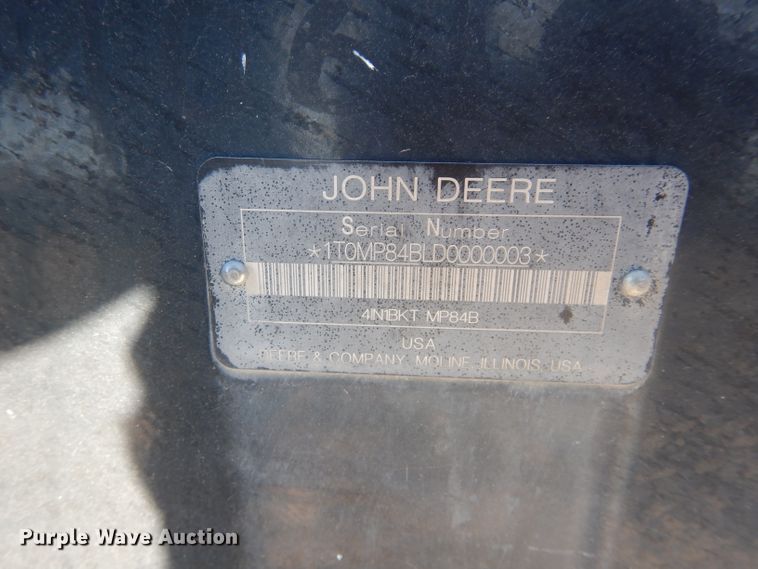 JOHN DEERE
Serial Number
*1T0MP84BLD0000003*
4IN1BKT MP84B
USA
DEERE & COMPANY MOLINE, ILLINOIS, USA
Purple Wave Auction